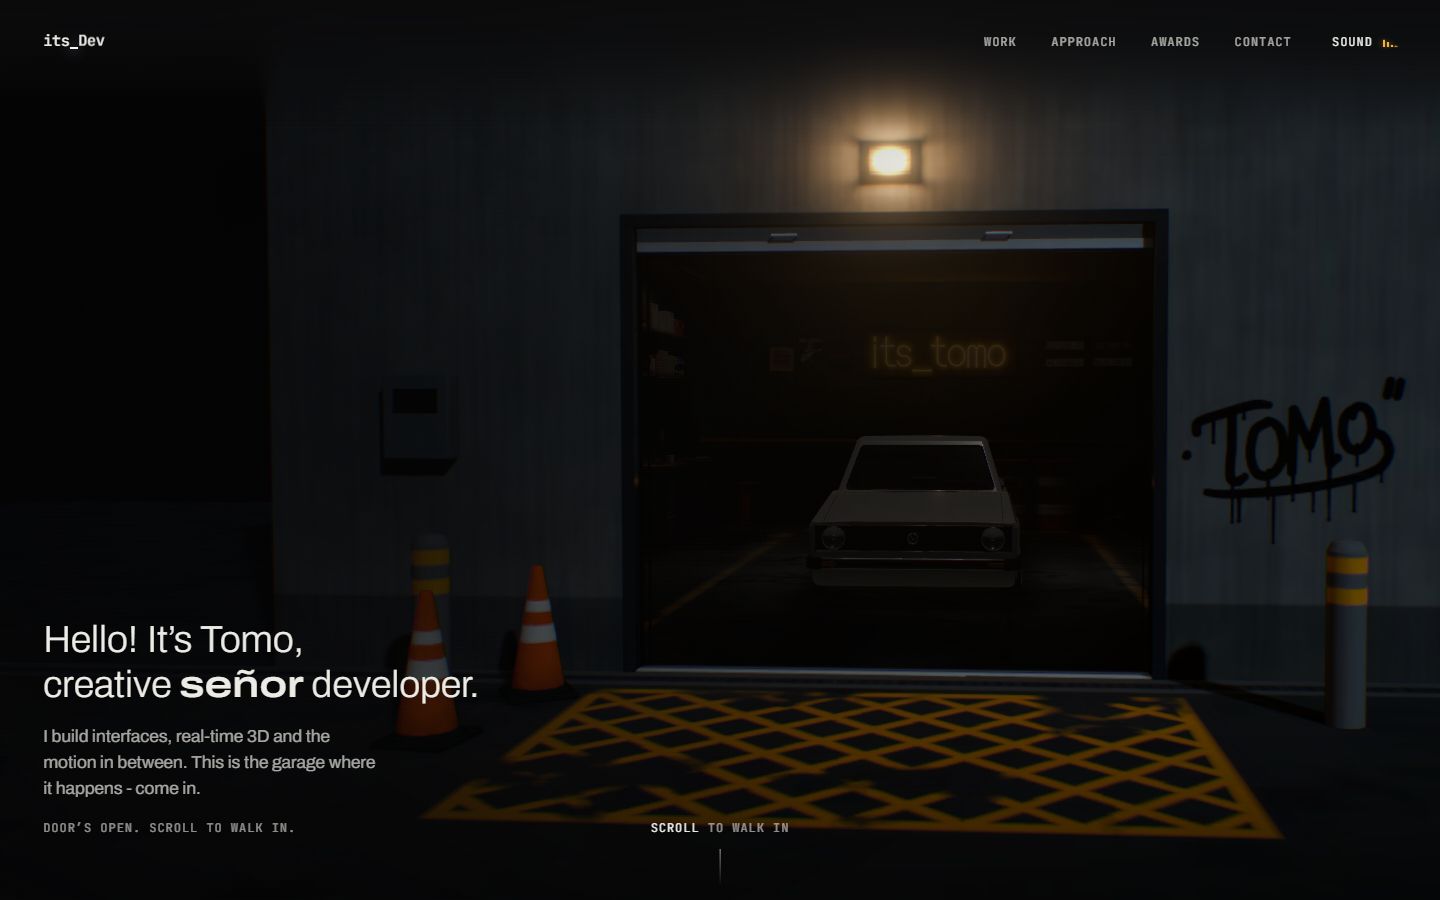 its_Dev
WORK APPROACH AWARDS CONTACT SOUND
its_tomo
TOMO
Hello! It’s Tomo,
creative señor developer.
I build interfaces, real-time 3D and the
motion in between. This is the garage where
it happens - come in.
DOOR’S OPEN. SCROLL TO WALK IN.
SCROLL TO WALK IN